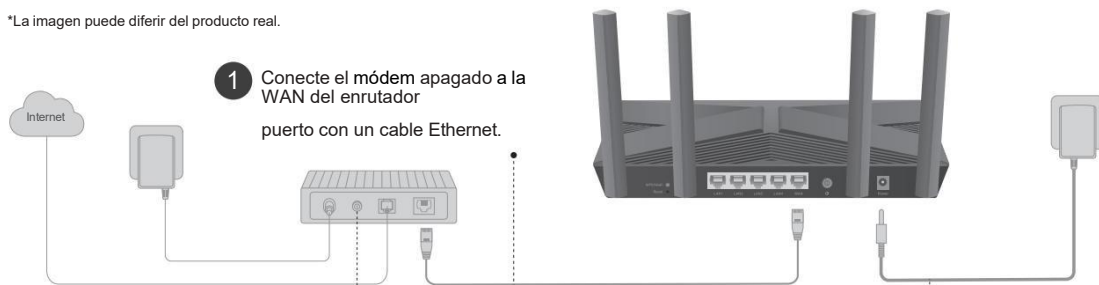 *La imagen puede diferir del producto real.
1
Conecte el módem apagado a la
WAN del enrutador
puerto con un cable Ethernet.
Internet